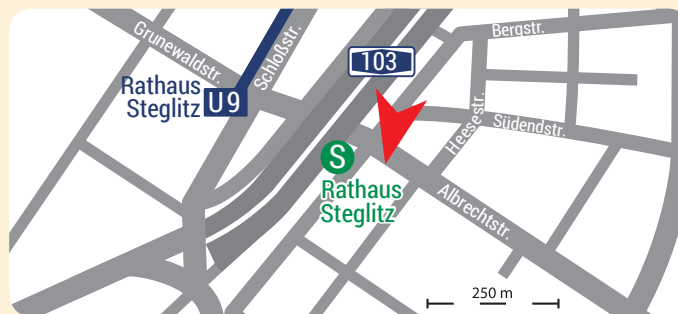 Grunewaldstr.
Schloßstr.
103
Bergstr.
Rathaus
Steglitz U9
Heesestr.
Südendstr.
S
Rathaus
Steglitz
Albrechtstr.
250 m